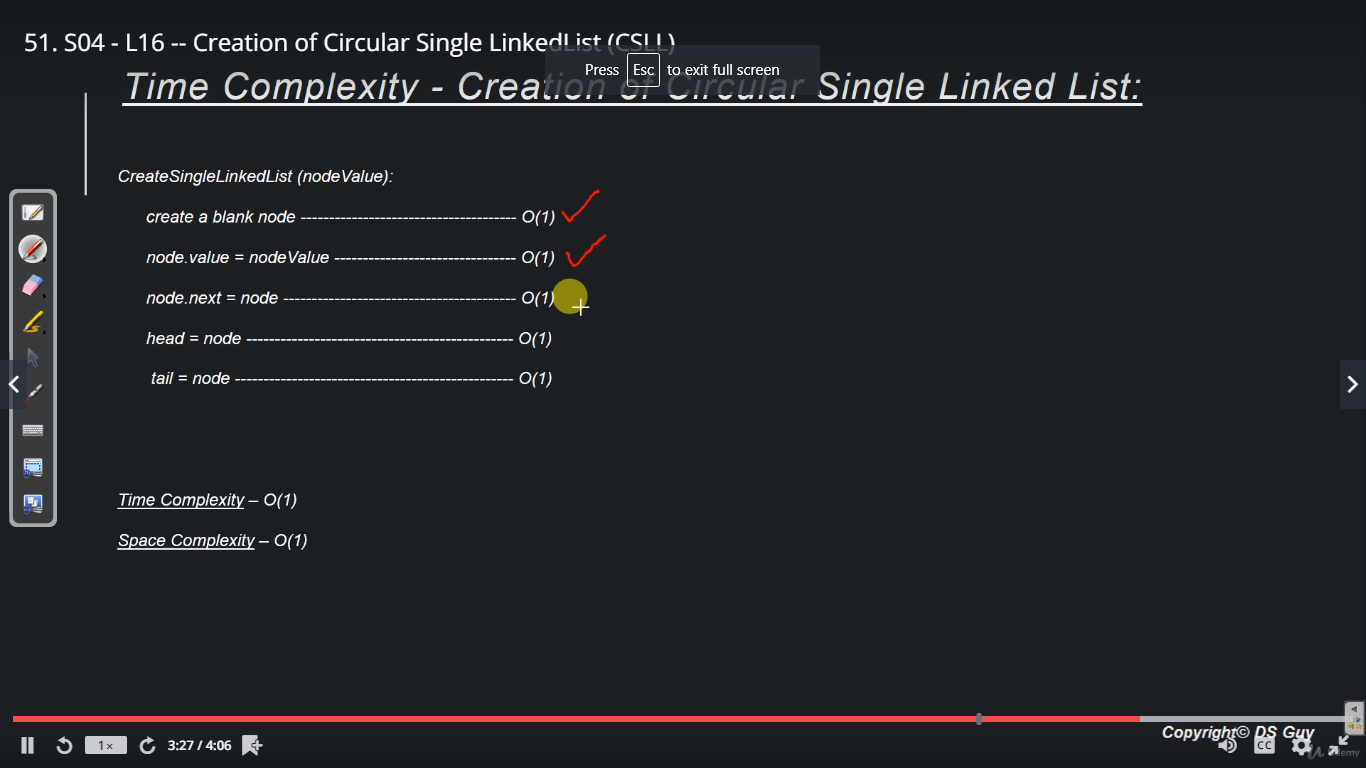 51. S04 - L16 -- Creation of Circular Single LinkedList (CSLL)
Press Esc to exit full screen
Time Complexity - Creation of Circular Single Linked List:
CreateSingleLinkedList (nodeValue):
create a blank node -------------------------------------- O(1)
node.value = nodeValue -------------------------------- O(1)
node.next = node ----------------------------------------- O(1)
head = node ----------------------------------------------- O(1)
tail = node ------------------------------------------------- O(1)
Time Complexity – O(1)
Space Complexity – O(1)
Copyright© DS Guy
1×
3:27 / 4:06
CC